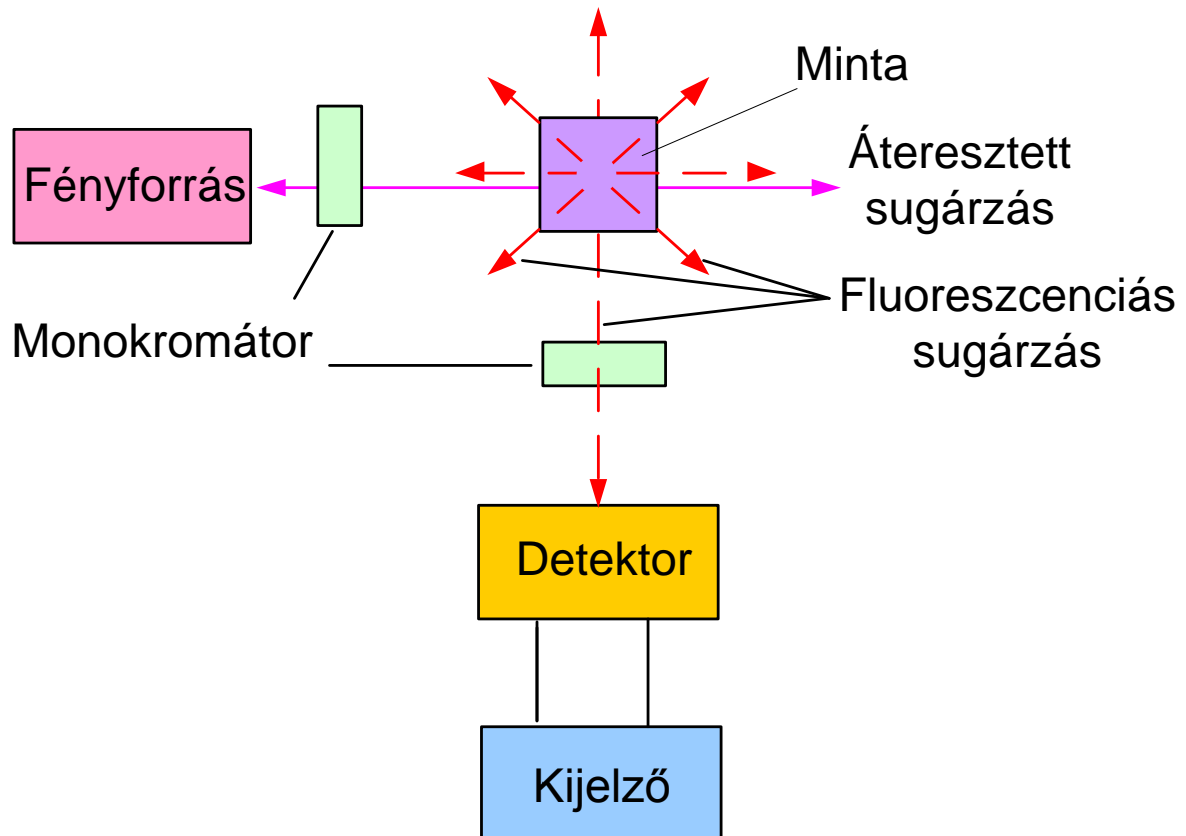 Minta
Fényforrás
Áteresztett
sugárzás
Monokromátor
Fluoreszcenciás
sugárzás
Detektor
Kijelző